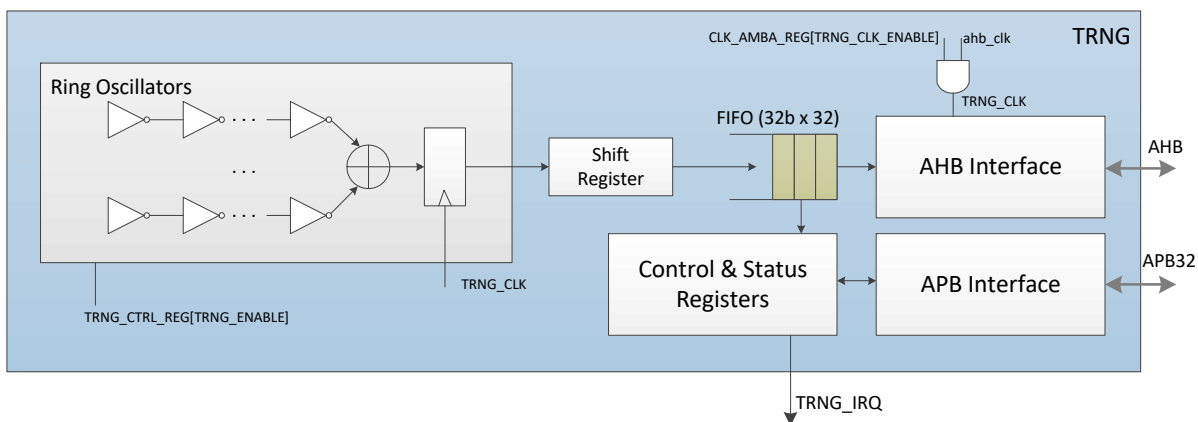 CLK_AMBA_REG[TRNG_CLK_ENABLE]
ahb_clk
TRNG
Ring Oscillators
. . .
. . .
. . .
TRNG_CLK
FIFO (32b x 32)
Shift
Register
AHB Interface
AHB
TRNG_CLK
Control & Status
Registers
APB Interface
APB32
TRNG_CTRL_REG[TRNG_ENABLE]
TRNG_IRQ